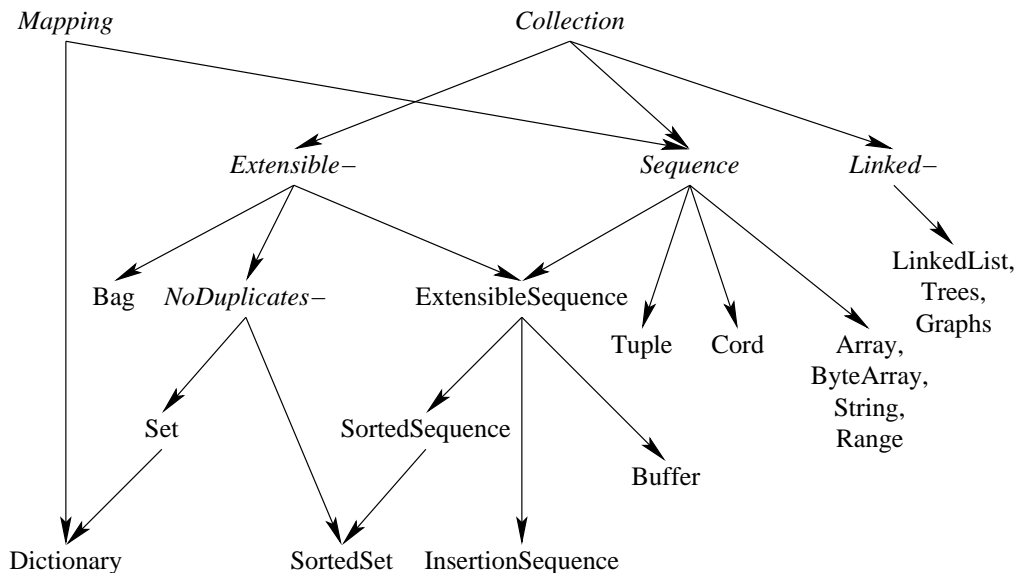 Mapping
Collection
Extensible–
Sequence
Linked–
Bag
NoDuplicates–
ExtensibleSequence
LinkedList,
Trees,
Graphs
Tuple
Cord
Array,
ByteArray,
String,
Range
Set
SortedSequence
Buffer
Dictionary
SortedSet
InsertionSequence